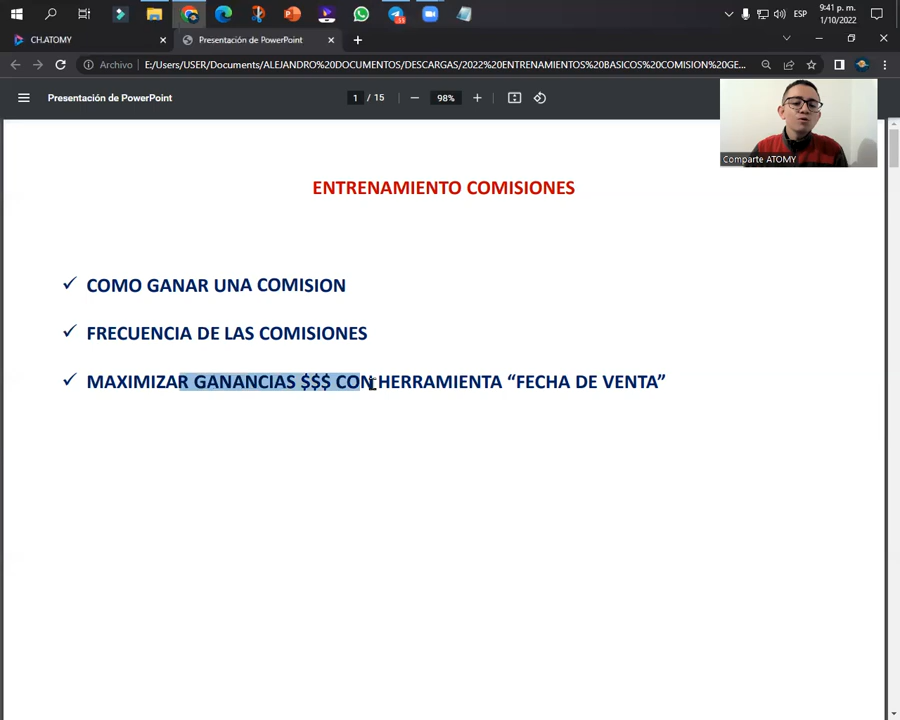 9:41 p. m.
ESP
1/10/2022
CH.ATOMY
Presentación de PowerPoint
Archivo
E:/Users/USER/Documents/ALEJANDRO%20DOCUMENTOS/DESCARGAS/2022%20ENTRENAMIENTOS%20BASICOS%20COMISION%20GE...
Presentación de PowerPoint
1 / 15
98%
Comparte ATOMY
ENTRENAMIENTO COMISIONES
COMO GANAR UNA COMISION
FRECUENCIA DE LAS COMISIONES
MAXIMIZAR GANANCIAS $$$ CON HERRAMIENTA “FECHA DE VENTA”